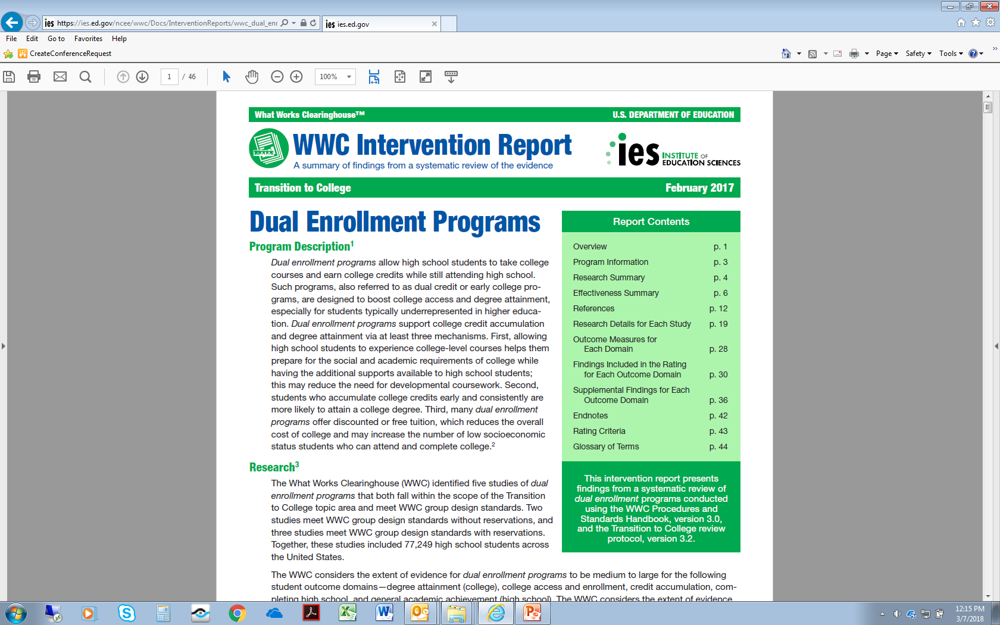 https://ies.ed.gov/ncee/wwc/Docs/InterventionReports/wwc_dual_enr
ies ies.ed.gov
File Edit Go to Favorites Help
CreateConferenceRequest
Page Safety Tools
1 / 46
100%
What Works Clearinghouse™
U.S. DEPARTMENT OF EDUCATION
WWC Intervention Report
A summary of findings from a systematic review of the evidence
ies INSTITUTE OF
EDUCATION SCIENCES
Transition to College
February 2017
Dual Enrollment Programs
Program Description1
Dual enrollment programs allow high school students to take college
courses and earn college credits while still attending high school.
Such programs, also referred to as dual credit or early college pro-
grams, are designed to boost college access and degree attainment,
especially for students typically underrepresented in higher educa-
tion. Dual enrollment programs support college credit accumulation
and degree attainment via at least three mechanisms. First, allowing
high school students to experience college-level courses helps them
prepare for the social and academic requirements of college while
having the additional supports available to high school students;
this may reduce the need for developmental coursework. Second,
students who accumulate college credits early and consistently are
more likely to attain a college degree. Third, many dual enrollment
programs offer discounted or free tuition, which reduces the overall
cost of college and may increase the number of low socioeconomic
status students who can attend and complete college.2
Research3
The What Works Clearinghouse (WWC) identified five studies of dual
enrollment programs that both fall within the scope of the Transition
to College topic area and meet WWC group design standards. Two
studies meet WWC group design standards without reservations, and
three studies meet WWC group design standards with reservations.
Together, these studies included 77,249 high school students across
the United States.
The WWC considers the extent of evidence for dual enrollment programs to be medium to large for the following
student outcome domains—degree attainment (college), college access and enrollment, credit accumulation, com-
pleting high school, and general academic achievement (high school). The WWC considers the extent of evidence
Report Contents
Overview p. 1
Program Information p. 3
Research Summary p. 4
Effectiveness Summary p. 6
References p. 12
Research Details for Each Study p. 19
Outcome Measures for
Each Domain p. 28
Findings Included in the Rating
for Each Outcome Domain p. 30
Supplemental Findings for Each
Outcome Domain p. 36
Endnotes p. 42
Rating Criteria p. 43
Glossary of Terms p. 44
This intervention report presents
findings from a systematic review of
dual enrollment programs conducted
using the WWC Procedures and
Standards Handbook, version 3.0,
and the Transition to College review
protocol, version 3.2.
12:15 PM
3/7/2018